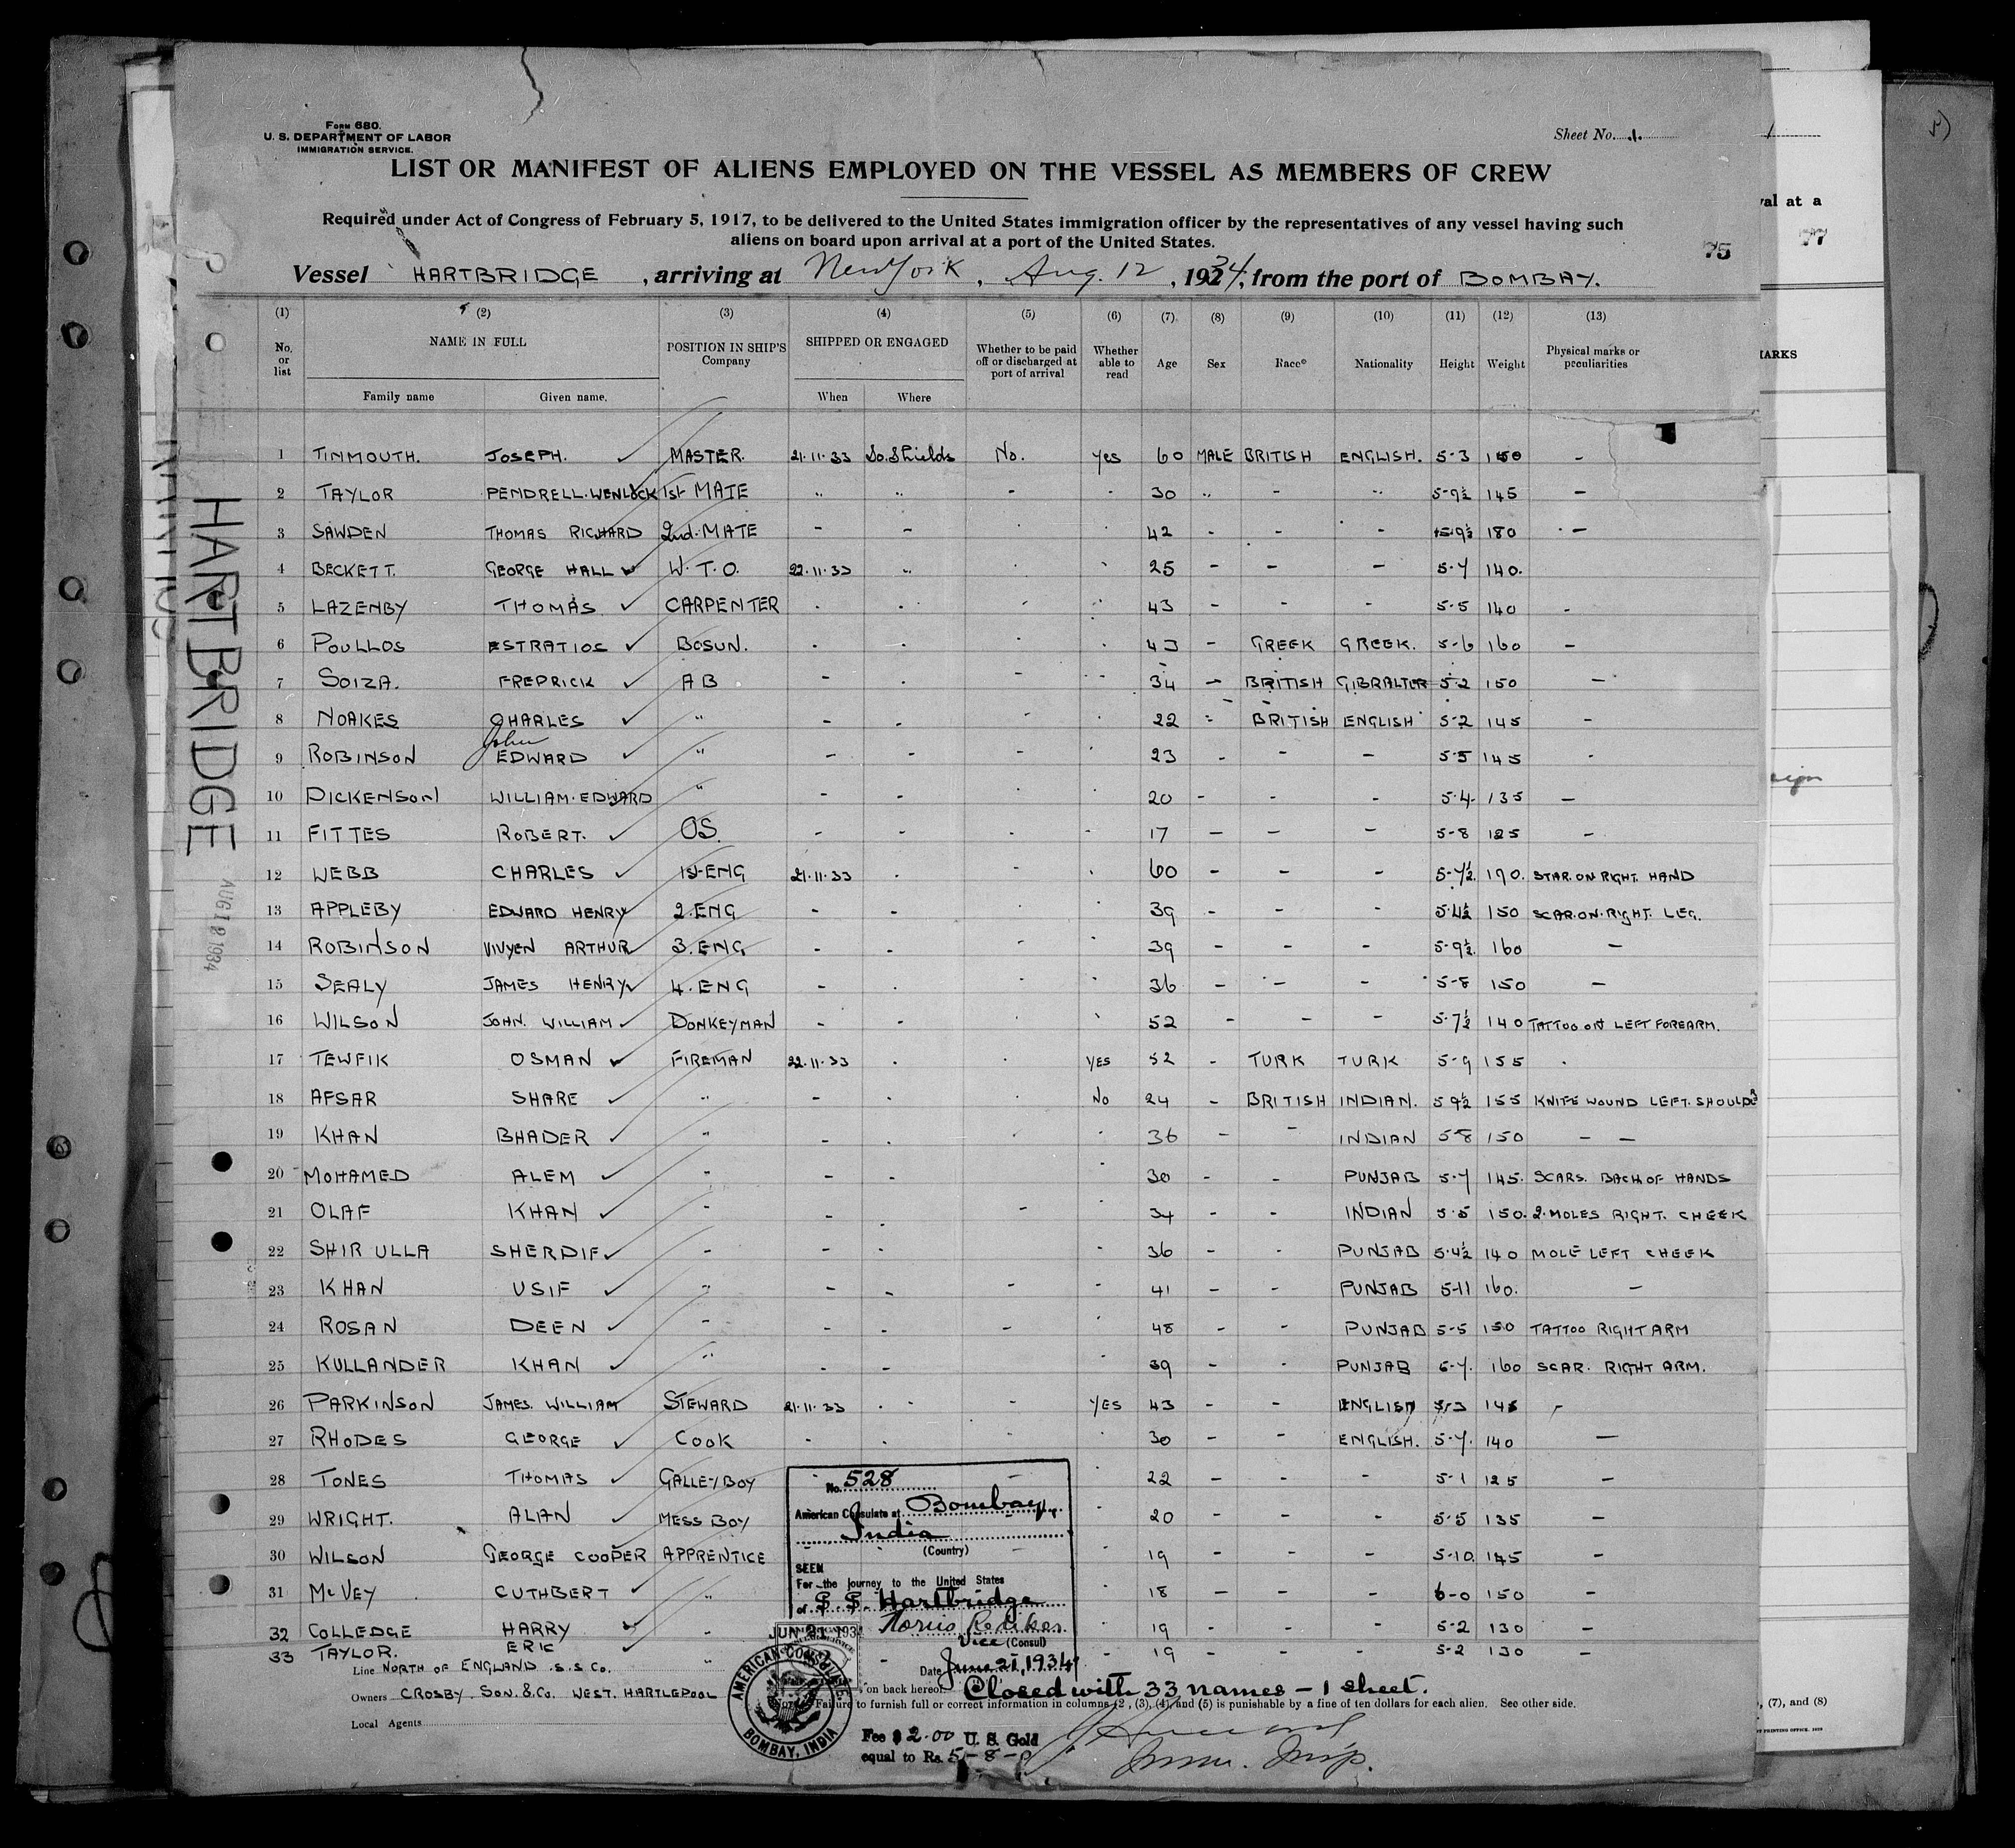 Form 680.
U. S. DEPARTMENT OF LABOR
IMMIGRATION SERVICE.
Sheet No. 1.
LIST OR MANIFEST OF ALIENS EMPLOYED ON THE VESSEL AS MEMBERS OF CREW
Required under Act of Congress of February 5, 1917, to be delivered to the United States immigration officer by the representatives of any vessel having such
aliens on board upon arrival at a port of the United States.
75
77
val at a
Vessel HARTBRIDGE, arriving at New York, Aug. 12, 1934, from the port of BOMBAY.
(1) (2) (3) (4) (5) (6) (7) (8) (9) (10) (11) (12) (13)
No. or list NAME IN FULL POSITION IN SHIP'S Company SHIPPED OR ENGAGED Whether to be paid off or discharged at port of arrival Whether able to read Age Sex Race* Nationality Height Weight Physical marks or peculiarities
Family name Given name. When Where
ARKS
HARTBRIDGE
AUG 12 1934
1 TINMOUTH. JOSEPH. ✓ MASTER. 21.11.33 So. Shields No. Yes 60 MALE BRITISH ENGLISH. 5-3 150 -
2 TAYLOR PENDRELL.WENLOCK 1st MATE " " - - 30 " - " 5-9½ 145 -
3 SAWDEN THOMAS RICHARD 2nd. MATE - - 42 - - - 5-9½ 180 -
4 BECKETT. GEORGE HALL ✓ W.T.O. 22.11.33 " 25 - - - 5-7 140.
5 LAZENBY THOMAS ✓ CARPENTER 43 - - - 5-5 140 -
6 POULLOS ESTRATIOS ✓ BOSUN. 43 - GREEK GREEK. 5-6 160 -
7 SOIZA. FREDRICK ✓ AB - 34 - BRITISH GIBRALTER 5-2 150 -
8 NOAKES CHARLES ✓ " - 22 BRITISH ENGLISH 5-2 145 -
John
9 ROBINSON EDWARD ✓ " - 23 - - - 5-5 145 -
10 DICKENSON WILLIAM.EDWARD " - 20 - - - 5-4. 135 -
11 FITTES ROBERT. ✓ OS. - 17 - - - 5-8 125 -
12 WEBB CHARLES ✓ 1st-ENG 21.11.33 60 - - - 5-7½. 170. STAR.ON RIGHT. HAND
13 APPLEBY EDWARD HENRY 2.ENG - - 39 - - - 5.4½ 150 SCAR.ON.RIGHT. LEG.
14 ROBINSON VIVYEN ARTHUR 3.ENG - - 39 - - - 5-9½. 160 -
15 SEALY JAMES HENRY ✓ 4.ENG - 36 - - - 5-8 150 -
16 WILSON JOHN. WILLIAM ✓ DONKEYMAN - - 52 - - - 5-7½ 140 TATTOO ON LEFT FOREARM.
17 TEWFIK OSMAN ✓ FIREMAN 22.11.33 YES 52 - TURK TURK 5-9 155
18 AFSAR SHARE ✓ " - No 24 - BRITISH INDIAN. 5 9½ 155 KNIFE WOUND LEFT. SHOULDER
19 KHAN BHADER ✓ " - 36 - - INDIAN 5-8 150 - -
20 MOHAMED ALEM ✓ " - - 30 - - PUNJAB 5-7 145. SCARS. BACK OF HANDS
21 OLAF KHAN ✓ " - 34 - - INDIAN 5-5 150. 2.MOLES RIGHT. CHEEK
22 SHIR ULLA SHERDIF ✓ - - 36 - - PUNJAB 5.4½ 140 MOLE LEFT CHEEK
23 KHAN USIF ✓ " - - 41 - - PUNJAB 5-11 160. -
24 ROSAN DEEN ✓ " - - 48 - - PUNJAB 5-5 150 TATTOO RIGHT ARM
25 KULLANDER KHAN ✓ " - - 39 - - PUNJAB 160 SCAR. RIGHT ARM.
26 PARKINSON JAMES. WILLIAM STEWARD 21.11.33 YES 43 - - ENGLISH 5-3 145 -
27 RHODES GEORGE ✓ COOK 30 - - ENGLISH. 5-7. 140 -
28 TONES THOMAS ✓ GALLEY BOY 22 - - - 5-1 125 -
29 WRIGHT. ALAN ✓ MESS BOY 20 - - - 5-5 135 -
30 WILSON GEORGE COOPER APPRENTICE 19 - - - 5-10. 145 -
31 McVEY CUTHBERT ✓ " 18 - - - 6-0 150 -
32 COLLEDGE HARRY ✓ " 19 - - - 5-2 130 -
33 TAYLOR. ERIC ✓ " 19 - - - 5-2 130 -
No. 528
American Consulate at Bombay,
India
(Country)
SEEN
For the journey to the United States
of S.S. Hartbridge
Vice (Consul)
JUN 21 1934
Date June 21, 1934
AMERICAN CONSULATE. BOMBAY, INDIA
Line NORTH OF ENGLAND S.S Co.
Owners CROSBY. SON. & Co. WEST. HARTLEPOOL
Local Agents
on back hereof. Closed with 33 names - 1 sheet.
Failure to furnish full or correct information in columns (2), (3), (4), and (5) is punishable by a fine of ten dollars for each alien. See other side.
Fee $2.00 U. S. Gold
equal to Rs. 5-8-0
, (7), and (8)